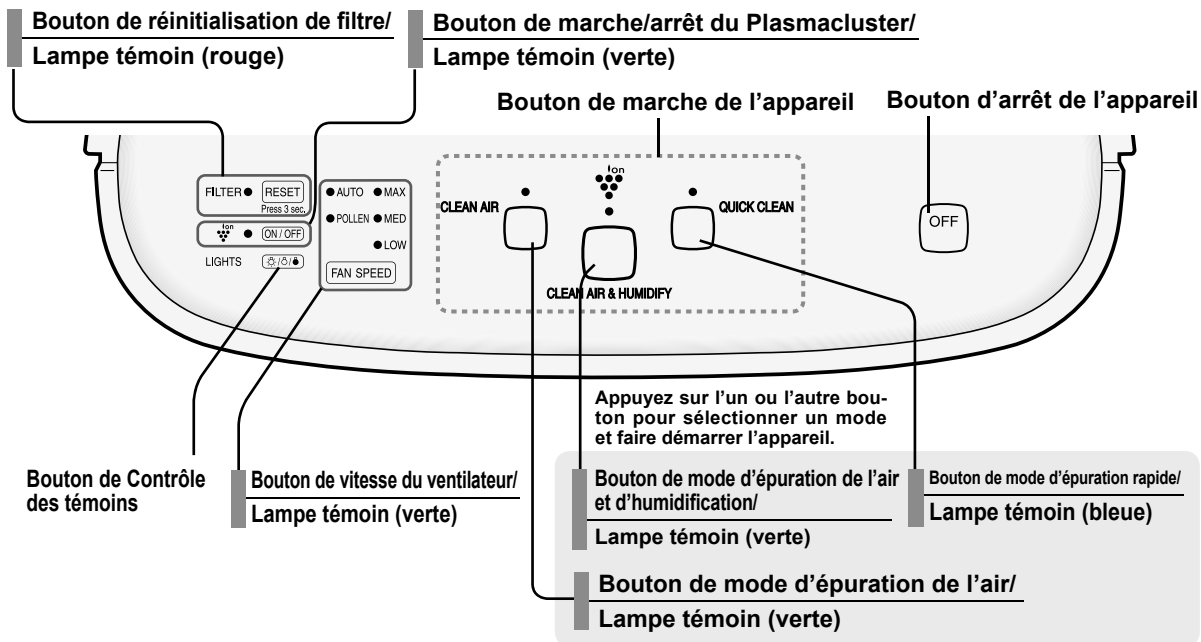 Bouton de réinitialisation de filtre/
Lampe témoin (rouge)
Bouton de marche/arrêt du Plasmacluster/
Lampe témoin (verte)
Bouton de marche de l’appareil
Bouton d’arrêt de l’appareil
FILTER
RESET
Press 3 sec.
ion
ON / OFF
LIGHTS
AUTO
MAX
POLLEN
MED
LOW
FAN SPEED
CLEAN AIR
ion
CLEAN AIR & HUMIDIFY
QUICK CLEAN
OFF
Appuyez sur l’un ou l’autre bou-
ton pour sélectionner un mode
et faire démarrer l’appareil.
Bouton de Contrôle
des témoins
Bouton de vitesse du ventilateur/
Lampe témoin (verte)
Bouton de mode d’épuration de l’air
et d’humidification/
Lampe témoin (verte)
Bouton de mode d’épuration rapide/
Lampe témoin (bleue)
Bouton de mode d’épuration de l’air/
Lampe témoin (verte)